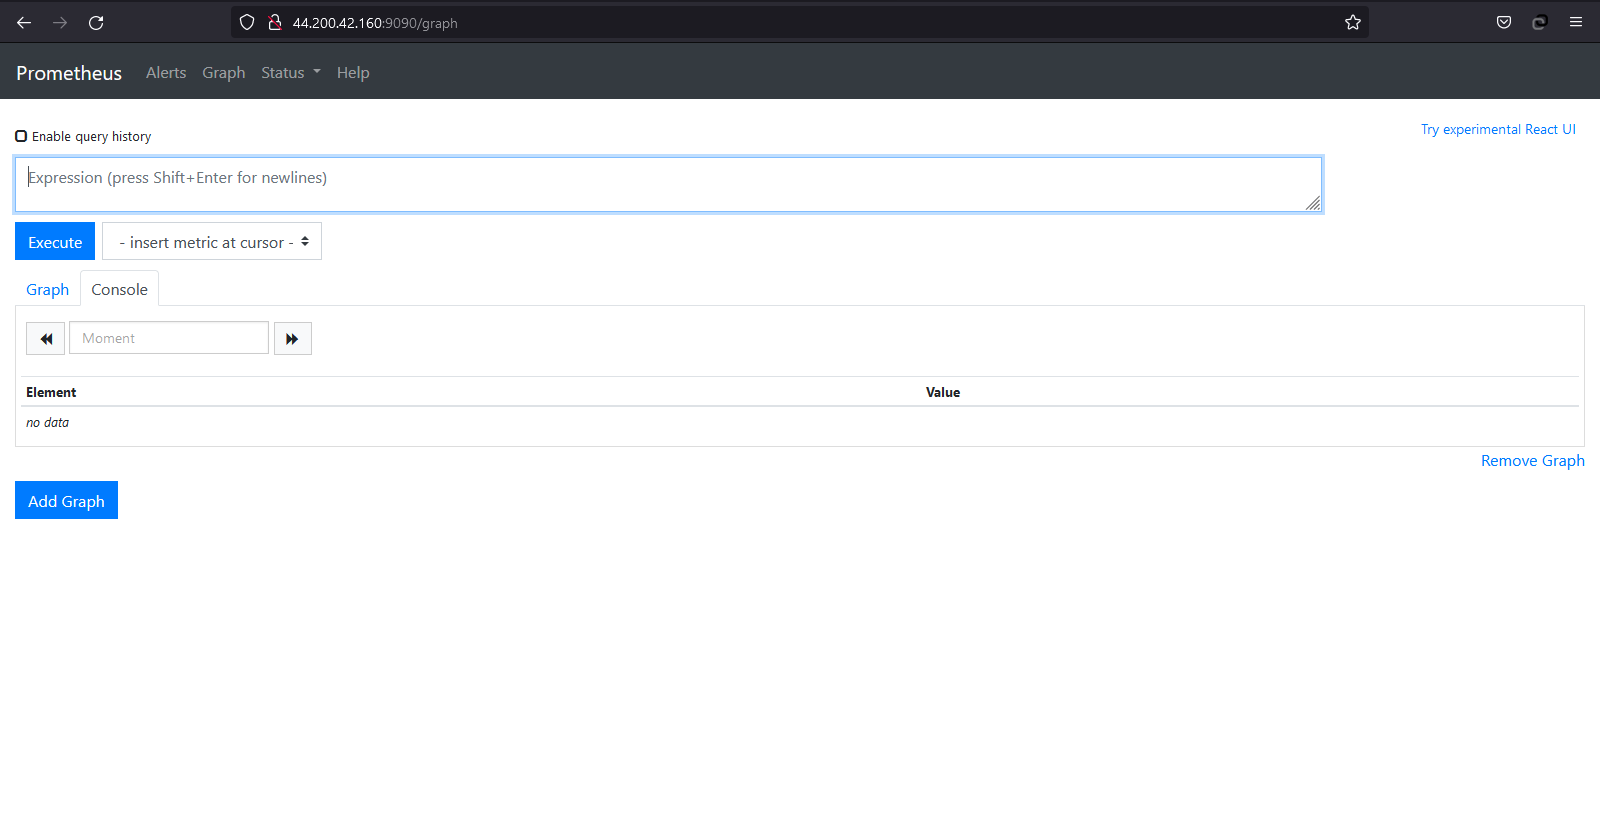 44.200.42.160:9090/graph
Prometheus Alerts Graph Status Help
Enable query history
Try experimental React UI
Expression (press Shift+Enter for newlines)
Execute - insert metric at cursor -
Graph Console
Moment
Element Value
no data
Remove Graph
Add Graph